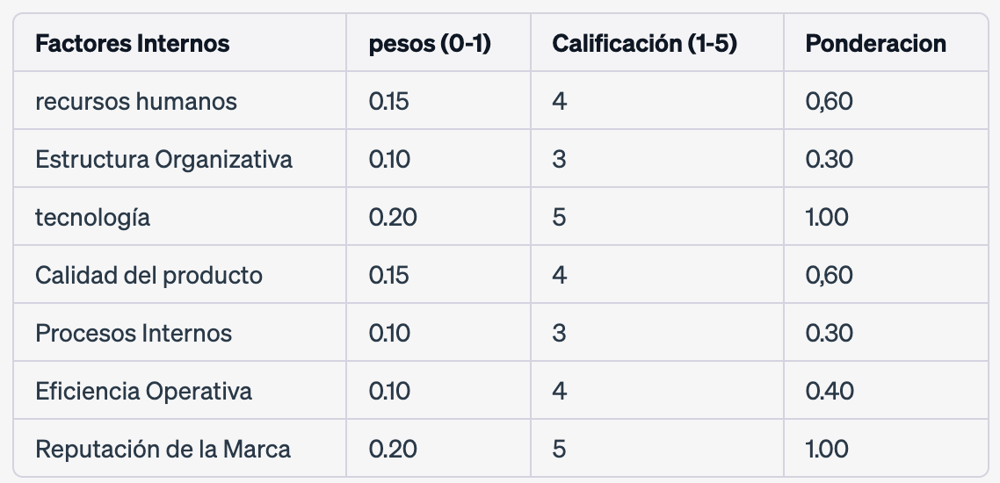 Factores Internos pesos (0-1) Calificación (1-5) Ponderacion
recursos humanos 0.15 4 0,60
Estructura Organizativa 0.10 3 0.30
tecnología 0.20 5 1.00
Calidad del producto 0.15 4 0,60
Procesos Internos 0.10 3 0.30
Eficiencia Operativa 0.10 4 0.40
Reputación de la Marca 0.20 5 1.00